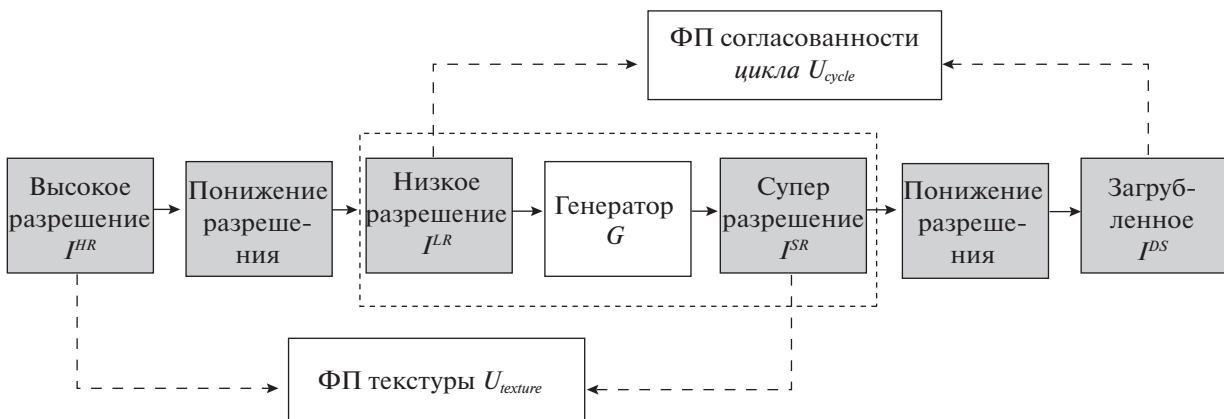 ФП согласованности
цикла U_cycle
Высокое
разрешение
I^HR
Понижение
разреше-
ния
Низкое
разрешение
I^LR
Генератор
G
Супер
разрешение
I^SR
Понижение
разреше-
ния
Загруб-
ленное
I^DS
ФП текстуры U_texture